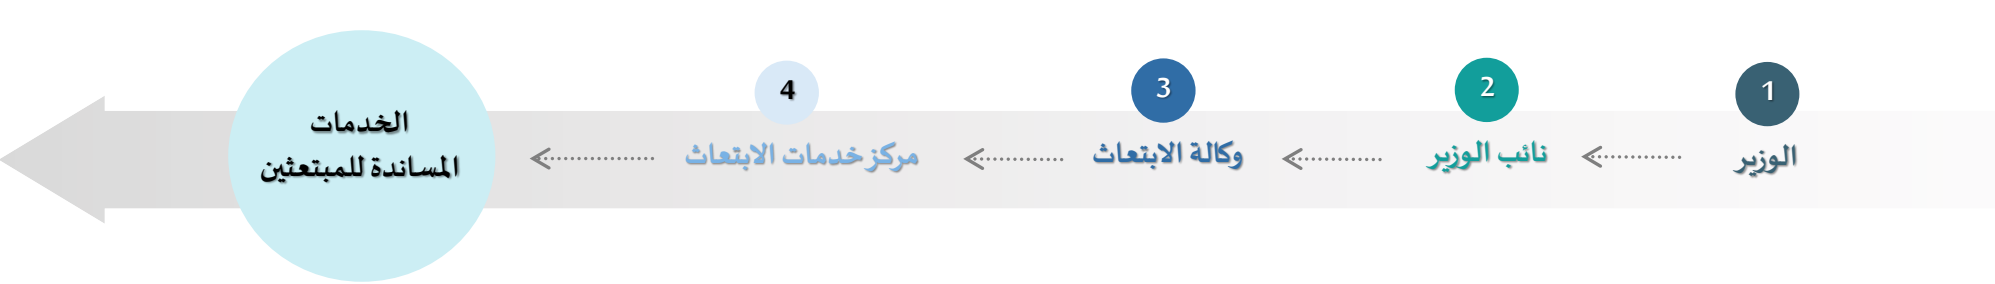 1
الوزير
2
نائب الوزير
3
وكالة الابتعاث
4
مركز خدمات الابتعاث
الخدمات
المساندة للمبتعثين